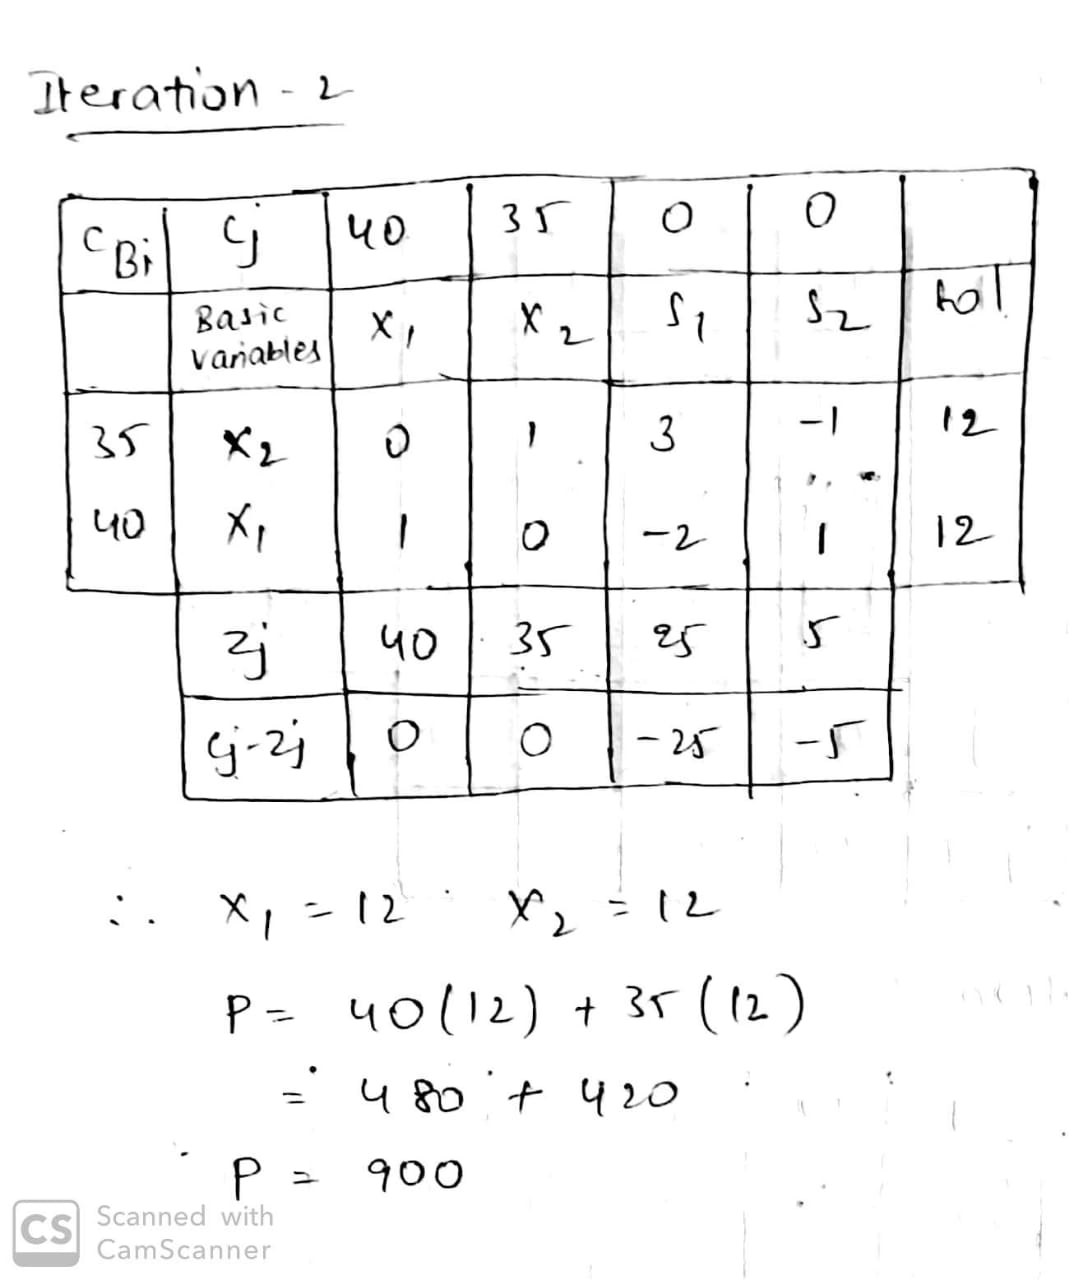 Iteration - 2
CBi Cj 40 35 0 0
Basic variables X1 X2 S1 S2 sol
35 X2 0 1 3 -1 12
40 X1 1 0 -2 1 12
Zj 40 35 25 5
Cj-Zj 0 0 -25 -5
∴ X1 = 12 X2 = 12
P = 40(12) + 35(12)
= 480 + 420
P = 900
CS Scanned with
CamScanner